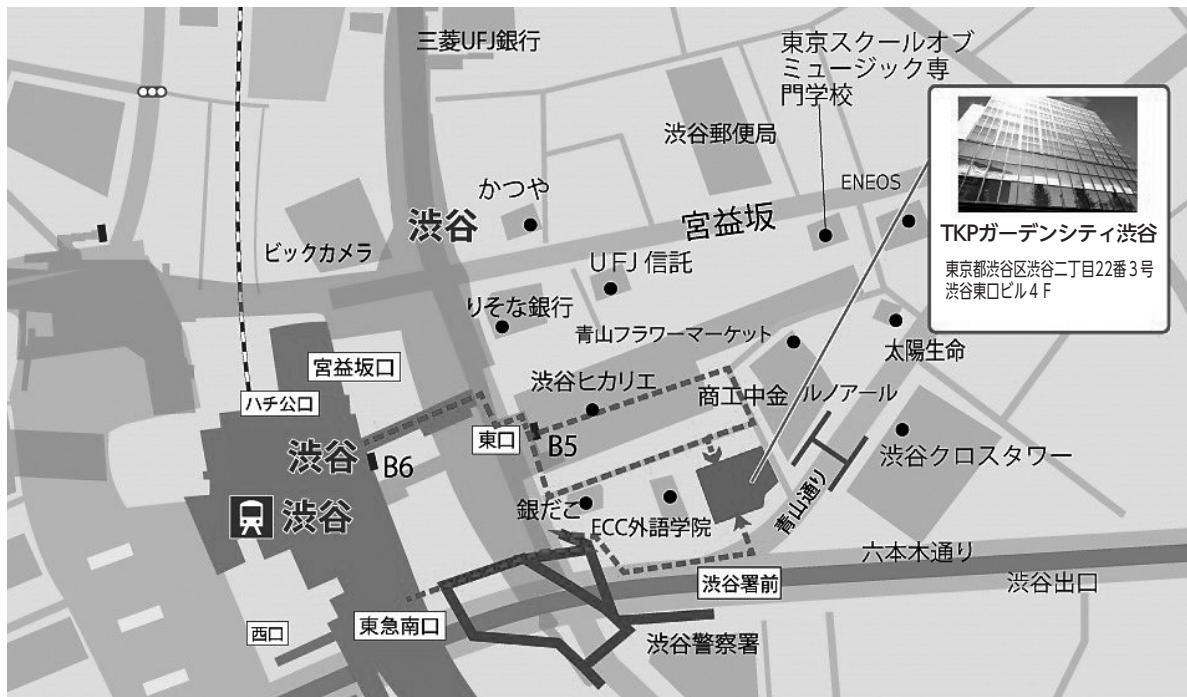 三菱UFJ銀行
東京スクールオブ
ミュージック専
門学校
渋谷郵便局
かつや
ENEOS
渋谷
宮益坂
ビックカメラ
UFJ信託
TKPガーデンシティ渋谷
東京都渋谷区渋谷二丁目22番3号
渋谷東口ビル4F
りそな銀行
青山フラワーマーケット
太陽生命
宮益坂口
渋谷ヒカリエ
商工中金
ルノアール
ハチ公口
東口
B5
渋谷
B6
渋谷クロスタワー
青山通り
銀だこ
渋谷
ECC外語学院
六本木通り
渋谷署前
渋谷出口
東急南口
西口
渋谷警察署